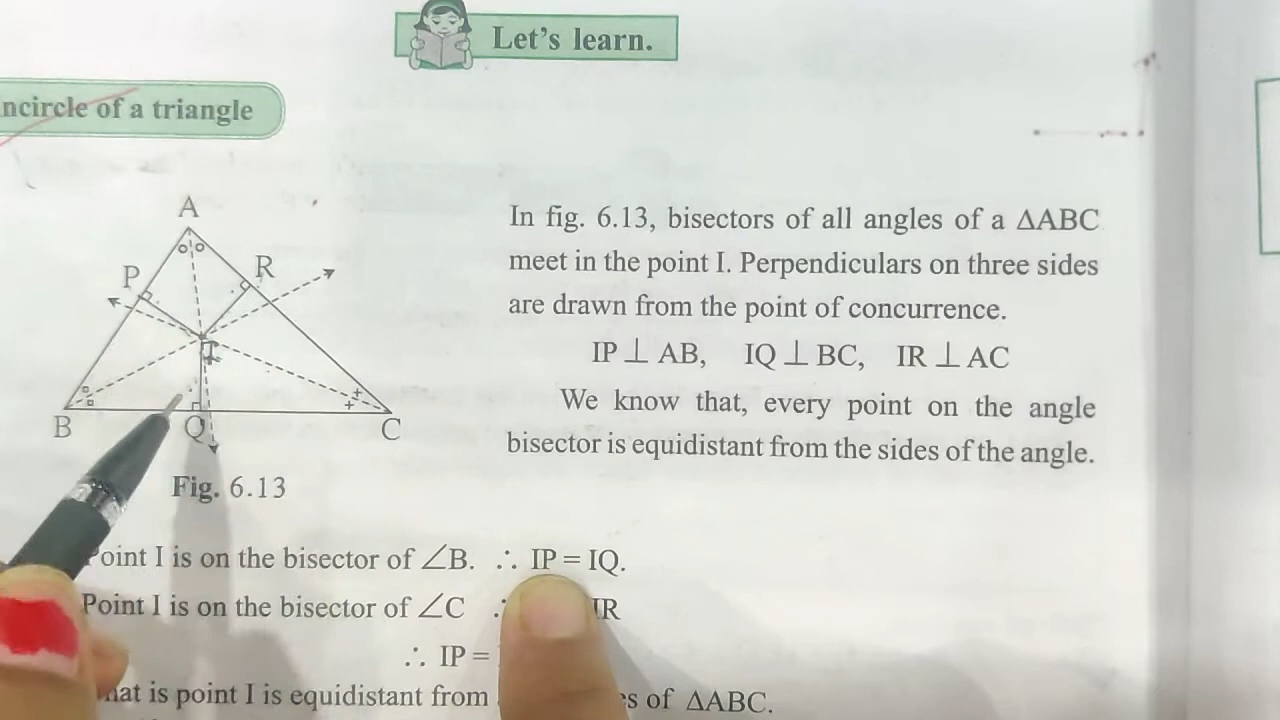 Let's learn.
ncircle of a triangle
A
P
R
I
B
Q
C
Fig. 6.13
In fig. 6.13, bisectors of all angles of a ΔABC
meet in the point I. Perpendiculars on three sides
are drawn from the point of concurrence.
IP ⊥ AB, IQ ⊥ BC, IR ⊥ AC
We know that, every point on the angle
bisector is equidistant from the sides of the angle.
Point I is on the bisector of ∠B. ∴ IP = IQ.
Point I is on the bisector of ∠C IR
∴ IP =
hat is point I is equidistant from es of ΔABC.